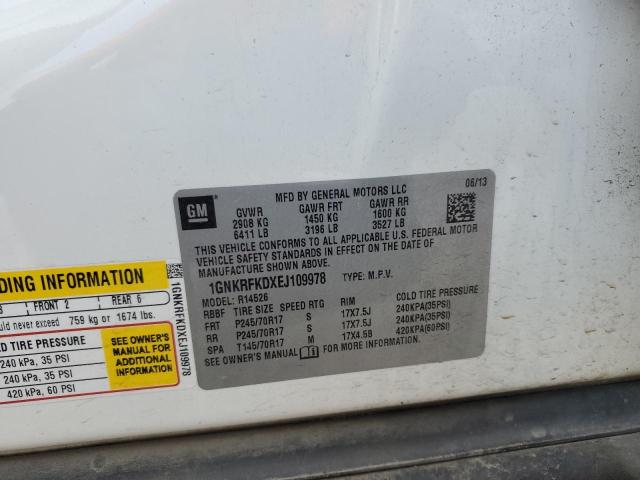 GM
MFD BY GENERAL MOTORS LLC
06/13
GVWR GAWR FRT GAWR RR
2908 KG 1450 KG 1600 KG
6411 LB 3196 LB 3527 LB
THIS VEHICLE CONFORMS TO ALL APPLICABLE U.S. FEDERAL MOTOR
VEHICLE SAFETY STANDARDS IN EFFECT ON THE DATE OF
MANUFACTURE SHOWN ABOVE.
1GNKRFKDXEJ109978 TYPE: M.P.V.
MODEL: R14526
RBBF TIRE SIZE SPEED RTG RIM COLD TIRE PRESSURE
FRT P245/70R17 S 17X7.5J 240KPA(35PSI)
RR P245/70R17 S 17X7.5J 240KPA(35PSI)
SPA T145/70R17 M 17X4.5B 420KPA(60PSI)
SEE OWNER'S MANUAL FOR MORE INFORMATION.
DING INFORMATION
FRONT 2 REAR 6
uld never exceed 759 kg or 1674 lbs.
LD TIRE PRESSURE
240 kPa, 35 PSI
240 kPa, 35 PSI
420 kPa, 60 PSI
SEE OWNER'S
MANUAL FOR
ADDITIONAL
INFORMATION
1GNKRFKDXEJ109978